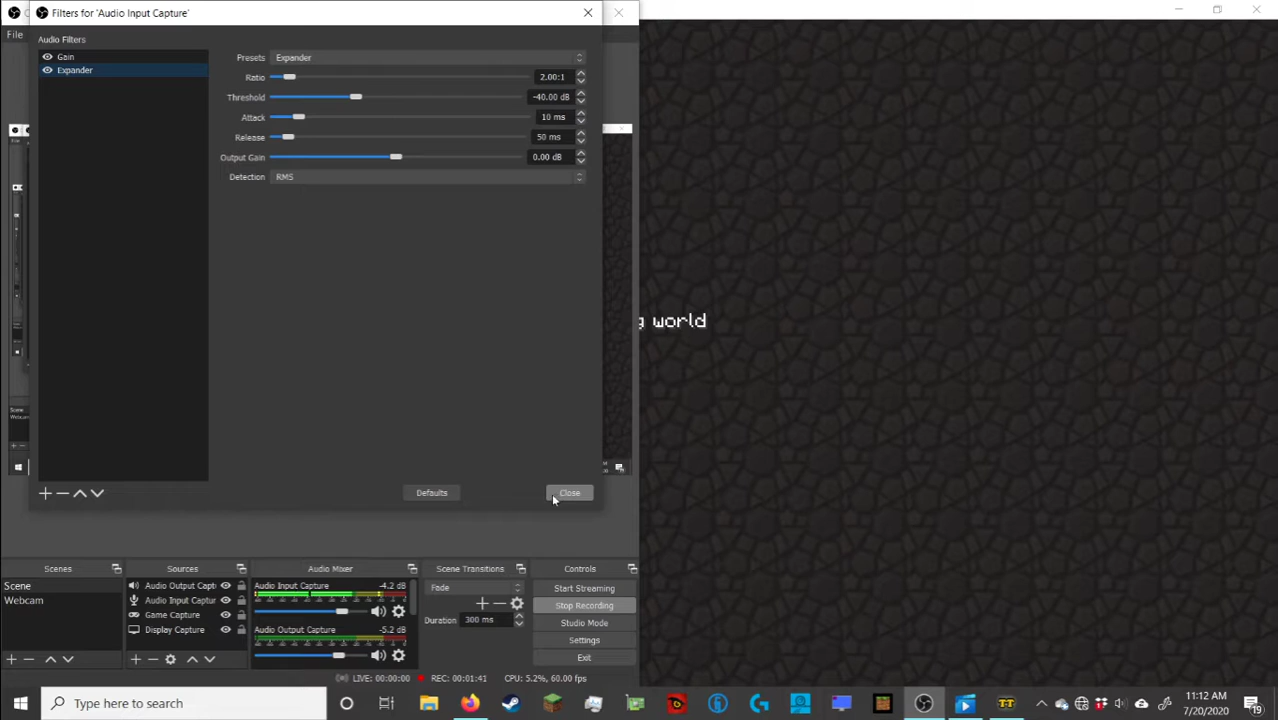 Filters for 'Audio Input Capture'
File
Audio Filters
Gain
Expander
Presets Expander
Ratio 2.00:1
Threshold -40.00 dB
Attack 10 ms
Release 50 ms
Output Gain 0.00 dB
Detection RMS
g world
Defaults Close
Scenes Sources Audio Mixer Scene Transitions Controls
Scene
Webcam
Audio Output Capt
Audio Input Captur
Game Capture
Display Capture
Audio Input Capture -4.2 dB
Audio Output Capture -5.2 dB
Fade
Duration 300 ms
Start Streaming
Stop Recording
Studio Mode
Settings
Exit
LIVE: 00:00:00 REC: 00:01:41 CPU: 5.2%, 60.00 fps
Type here to search
11:12 AM
7/20/2020
19